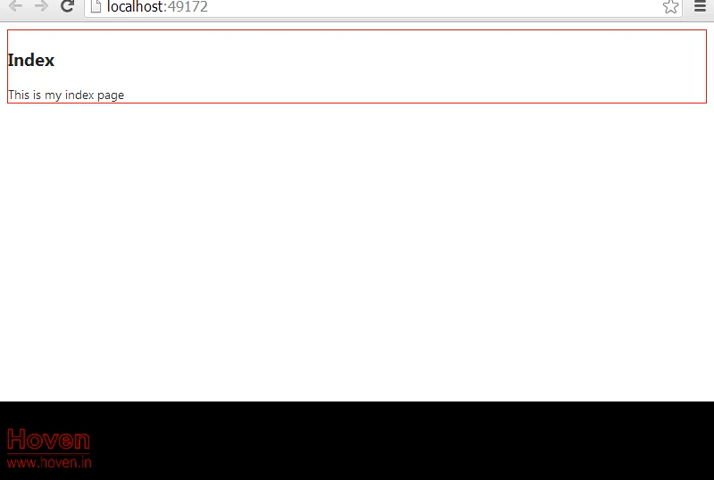 localhost:49172
Index
This is my index page
Hoven
www.hoven.in